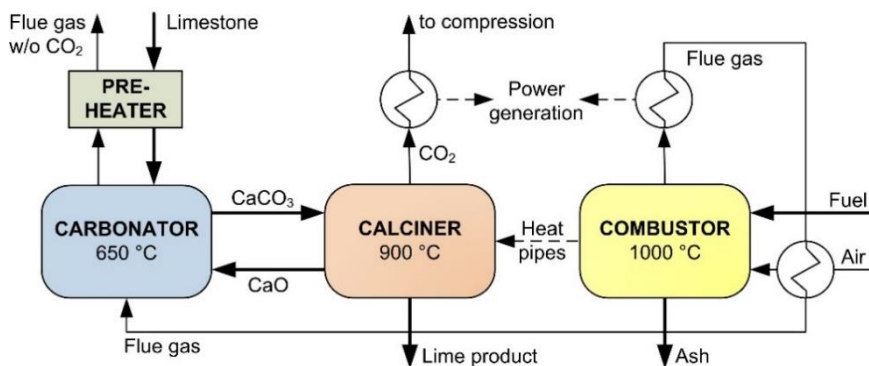 Flue gas
w/o CO₂
Limestone
to compression
Flue gas
PRE-
HEATER
Power
generation
CO₂
CaCO₃
Fuel
CARBONATOR
650 °C
CALCINER
900 °C
Heat
pipes
COMBUSTOR
1000 °C
Air
CaO
Flue gas
Lime product
Ash